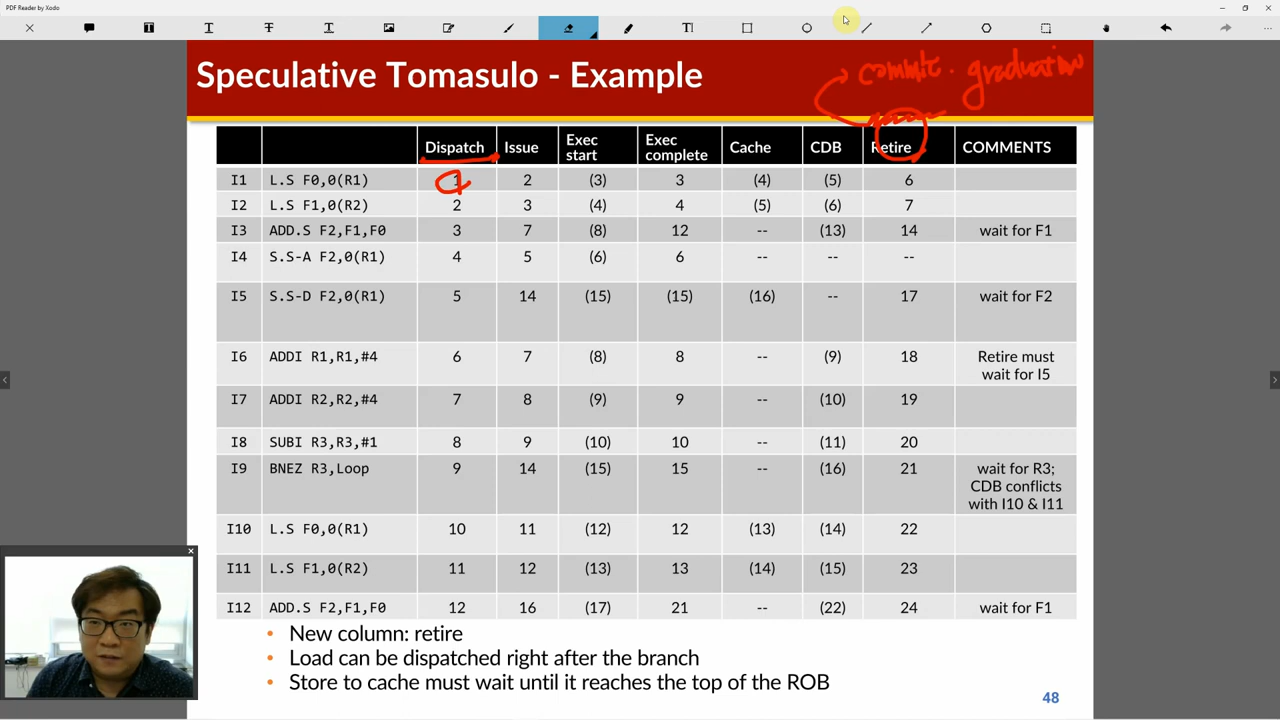 PDF Reader by Xodo
Speculative Tomasulo - Example
commit. graduation
Dispatch Issue Exec start Exec complete Cache CDB Retire COMMENTS
I1 L.S F0,0(R1) 1 2 (3) 3 (4) (5) 6
I2 L.S F1,0(R2) 2 3 (4) 4 (5) (6) 7
I3 ADD.S F2,F1,F0 3 7 (8) 12 -- (13) 14 wait for F1
I4 S.S-A F2,0(R1) 4 5 (6) 6 -- -- --
I5 S.S-D F2,0(R1) 5 14 (15) (15) (16) -- 17 wait for F2
I6 ADDI R1,R1,#4 6 7 (8) 8 -- (9) 18 Retire must
wait for I5
I7 ADDI R2,R2,#4 7 8 (9) 9 -- (10) 19
I8 SUBI R3,R3,#1 8 9 (10) 10 -- (11) 20
I9 BNEZ R3,Loop 9 14 (15) 15 -- (16) 21 wait for R3;
CDB conflicts
with I10 & I11
I10 L.S F0,0(R1) 10 11 (12) 12 (13) (14) 22
I11 L.S F1,0(R2) 11 12 (13) 13 (14) (15) 23
I12 ADD.S F2,F1,F0 12 16 (17) 21 -- (22) 24 wait for F1
• New column: retire
• Load can be dispatched right after the branch
• Store to cache must wait until it reaches the top of the ROB
48